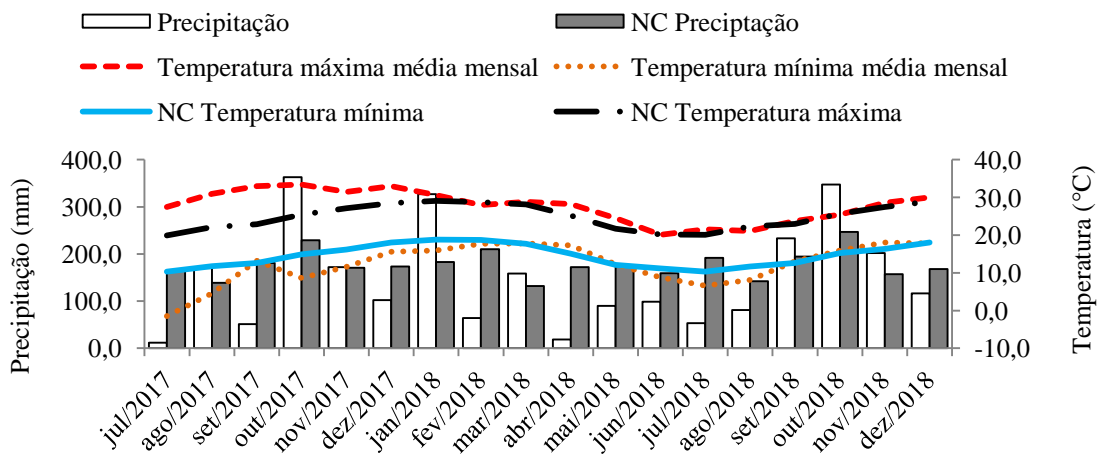 Precipitação NC Preciptação
Temperatura máxima média mensal Temperatura mínima média mensal
NC Temperatura mínima NC Temperatura máxima
Precipitação (mm)
400,0
300,0
200,0
100,0
0,0
40,0
30,0
20,0
10,0
0,0
-10,0
Temperatura (°C)
jul/2017
ago/2017
set/2017
out/2017
nov/2017
dez/2017
jan/2018
fev/2018
mar/2018
abr/2018
mai/2018
jun/2018
jul/2018
ago/2018
set/2018
out/2018
nov/2018
dez/2018